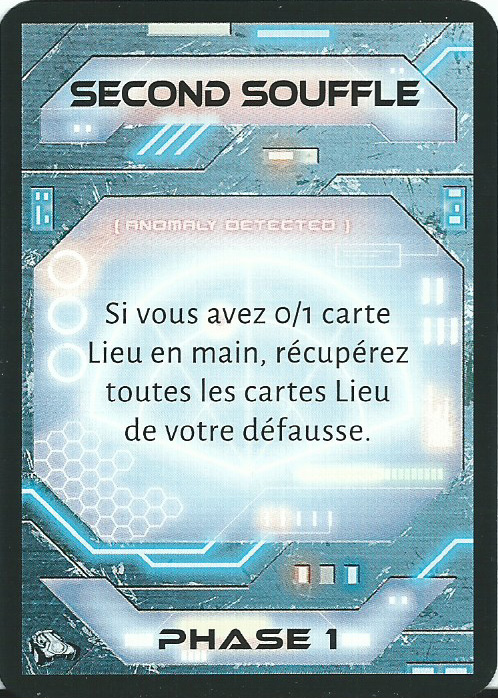 SECOND SOUFFLE
[ ANOMALY DETECTED ]
Si vous avez 0/1 carte
Lieu en main, récupérez
toutes les cartes Lieu
de votre défausse.
PHASE 1